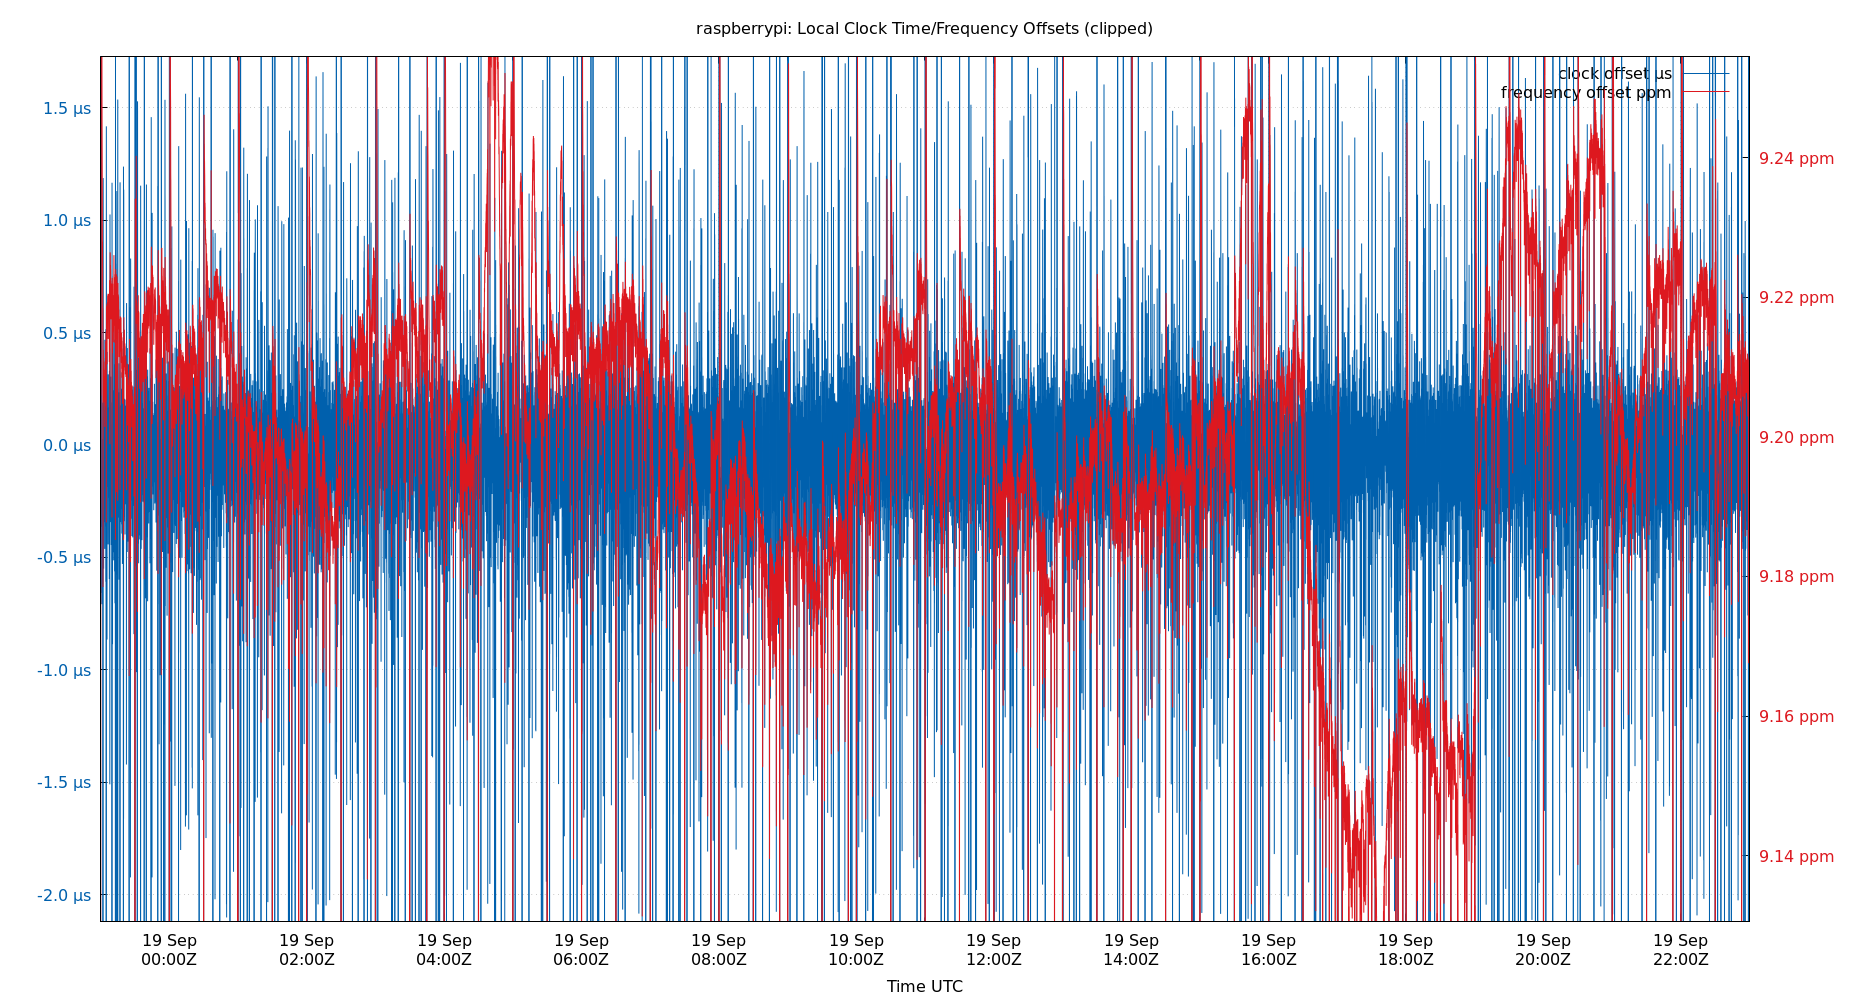 raspberrypi: Local Clock Time/Frequency Offsets (clipped)
clock offset µs
frequency offset ppm
1.5 µs
1.0 µs
0.5 µs
0.0 µs
-0.5 µs
-1.0 µs
-1.5 µs
-2.0 µs
9.24 ppm
9.22 ppm
9.20 ppm
9.18 ppm
9.16 ppm
9.14 ppm
19 Sep 19 Sep 19 Sep 19 Sep 19 Sep 19 Sep 19 Sep 19 Sep 19 Sep 19 Sep 19 Sep 19 Sep
00:00Z 02:00Z 04:00Z 06:00Z 08:00Z 10:00Z 12:00Z 14:00Z 16:00Z 18:00Z 20:00Z 22:00Z
Time UTC